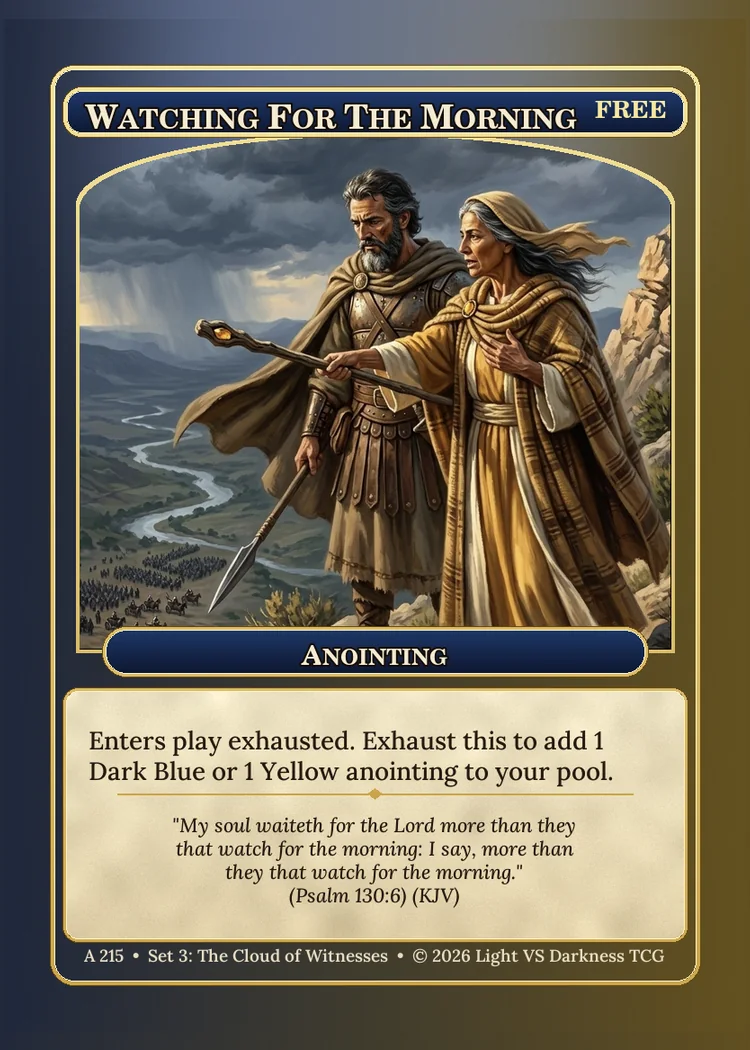 Watching For The Morning FREE
Anointing
Enters play exhausted. Exhaust this to add 1
Dark Blue or 1 Yellow anointing to your pool.
"My soul waiteth for the Lord more than they
that watch for the morning: I say, more than
they that watch for the morning."
(Psalm 130:6) (KJV)
A 215 • Set 3: The Cloud of Witnesses • © 2026 Light VS Darkness TCG